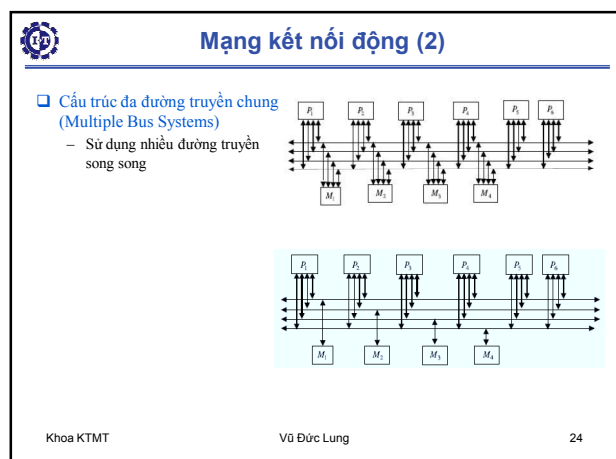 Mạng kết nối động (2)
Cấu trúc đa đường truyền chung
(Multiple Bus Systems)
– Sử dụng nhiều đường truyền
song song
P1 P2 P3 P4 P5 P6
M1 M2 M3 M4
P1 P2 P3 P4 P5 P6
M1 M2 M3 M4
Khoa KTMT Vũ Đức Lung 24